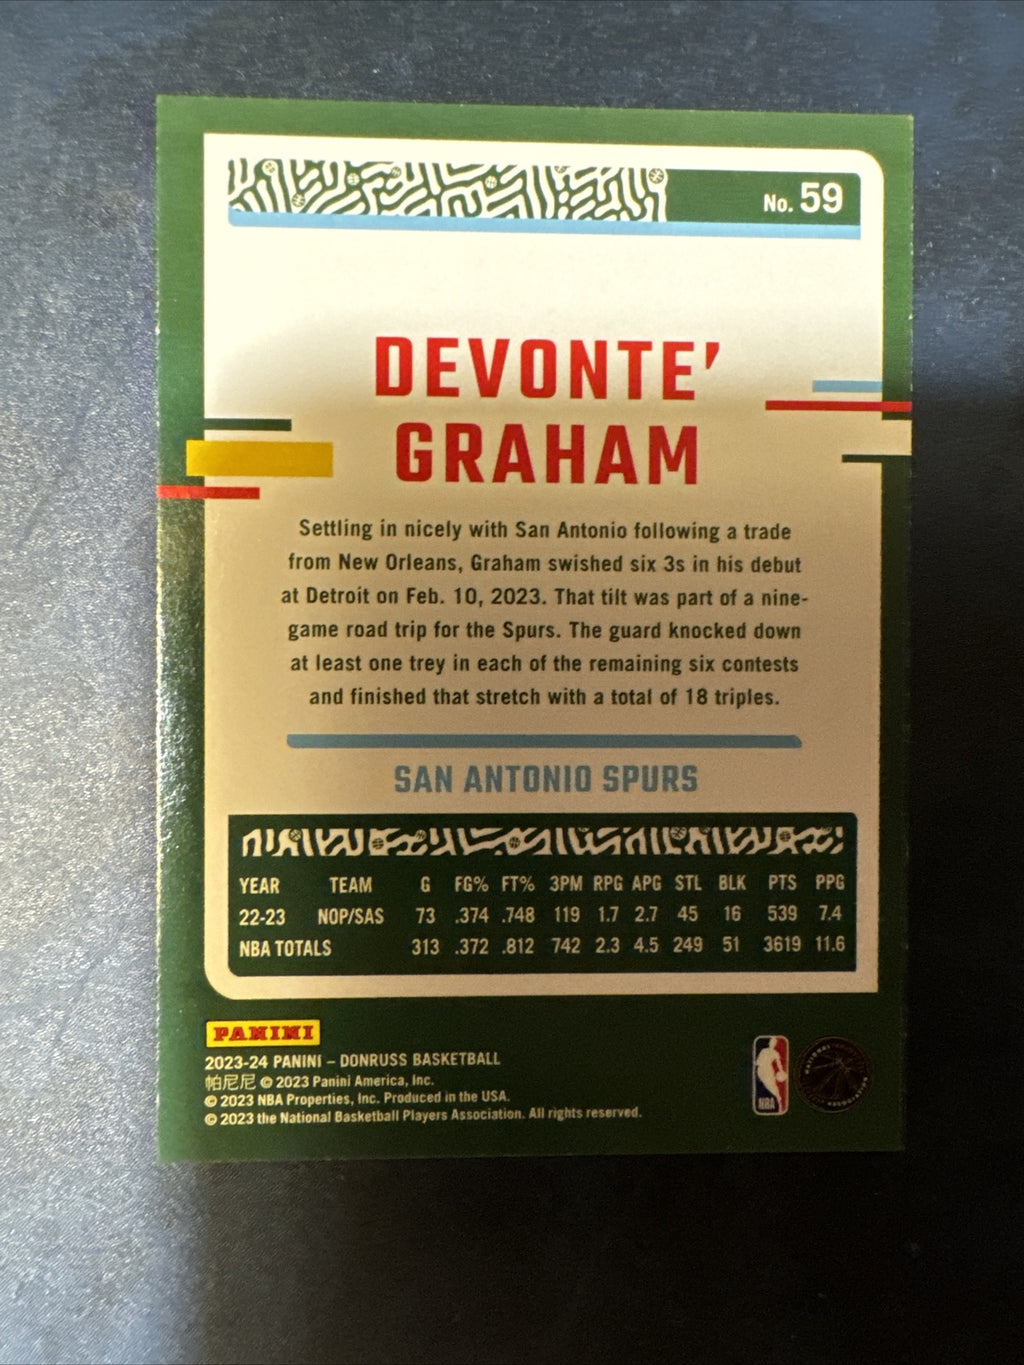 No. 59
DEVONTE'
GRAHAM
Settling in nicely with San Antonio following a trade
from New Orleans, Graham swished six 3s in his debut
at Detroit on Feb. 10, 2023. That tilt was part of a nine-
game road trip for the Spurs. The guard knocked down
at least one trey in each of the remaining six contests
and finished that stretch with a total of 18 triples.
SAN ANTONIO SPURS
YEAR TEAM G FG% FT% 3PM RPG APG STL BLK PTS PPG
22-23 NOP/SAS 73 .374 .748 119 1.7 2.7 45 16 539 7.4
NBA TOTALS 313 .372 .812 742 2.3 4.5 249 51 3619 11.6
PANINI
2023-24 PANINI – DONRUSS BASKETBALL
帕尼尼 © 2023 Panini America, Inc.
© 2023 NBA Properties, Inc. Produced in the USA.
© 2023 the National Basketball Players Association. All rights reserved.
NBA